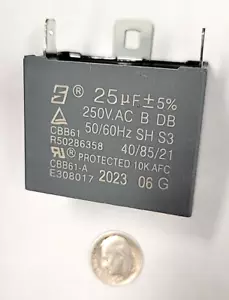 ® 25µF±5%
250V.AC B DB
CBB61 50/60Hz SH S3
R50286358 40/85/21
® PROTECTED 10K AFC
CBB61-A
E308017 2023 06 G